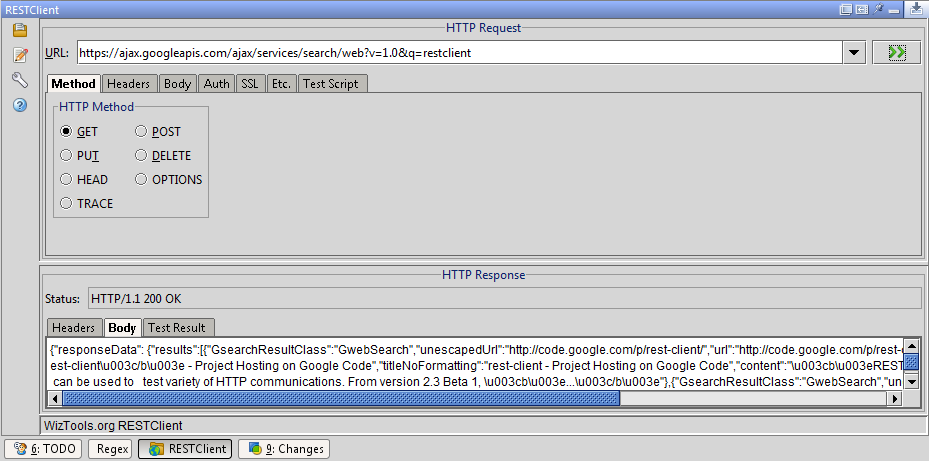 RESTClient
HTTP Request
URL: https://ajax.googleapis.com/ajax/services/search/web?v=1.0&q=restclient
Method Headers Body Auth SSL Etc. Test Script
HTTP Method
GET POST
PUT DELETE
HEAD OPTIONS
TRACE
HTTP Response
Status: HTTP/1.1 200 OK
Headers Body Test Result
{"responseData": {"results":[{"GsearchResultClass":"GwebSearch","unescapedUrl":"http://code.google.com/p/rest-client/","url":"http://code.google.com/p/rest-c
est-client\u003c/b\u003e - Project Hosting on Google Code","titleNoFormatting":"rest-client - Project Hosting on Google Code","content":"\u003cb\u003eREST
can be used to test variety of HTTP communications. From version 2.3 Beta 1, \u003cb\u003e...\u003c/b\u003e"},{"GsearchResultClass":"GwebSearch","un
WizTools.org RESTClient
6: TODO Regex RESTClient 9: Changes